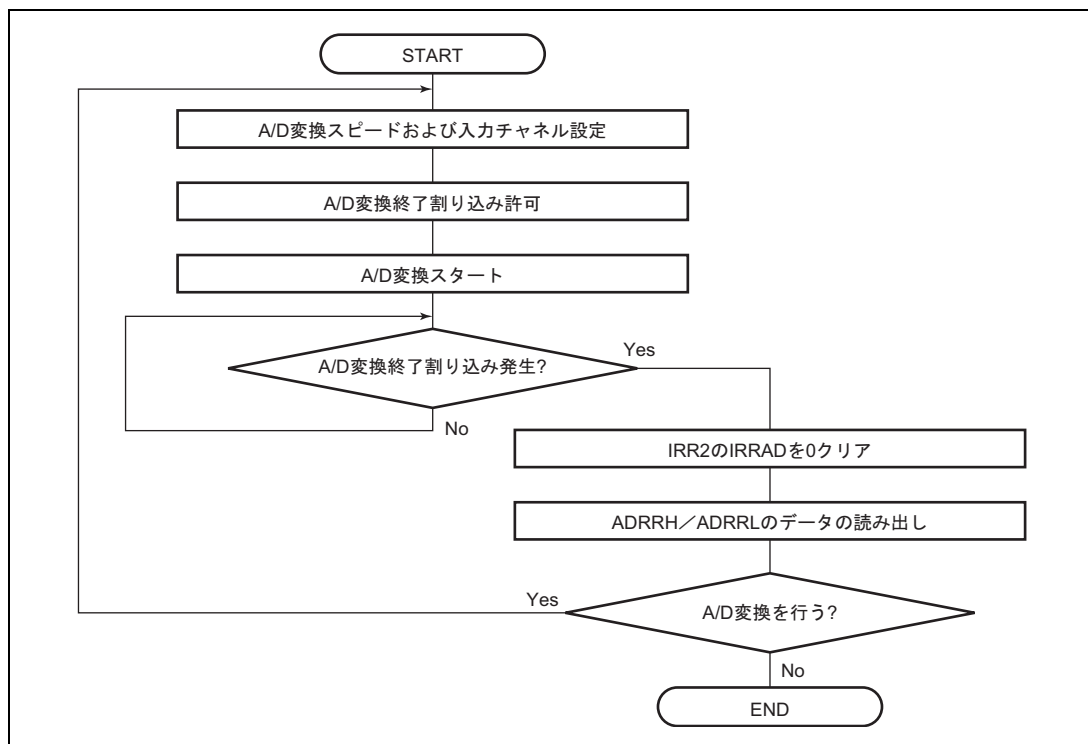 START
A/D変換スピードおよび入力チャネル設定
A/D変換終了割り込み許可
A/D変換スタート
A/D変換終了割り込み発生?
Yes
No
IRR2のIRRADを0クリア
ADRRH／ADRRLのデータの読み出し
A/D変換を行う?
Yes
No
END